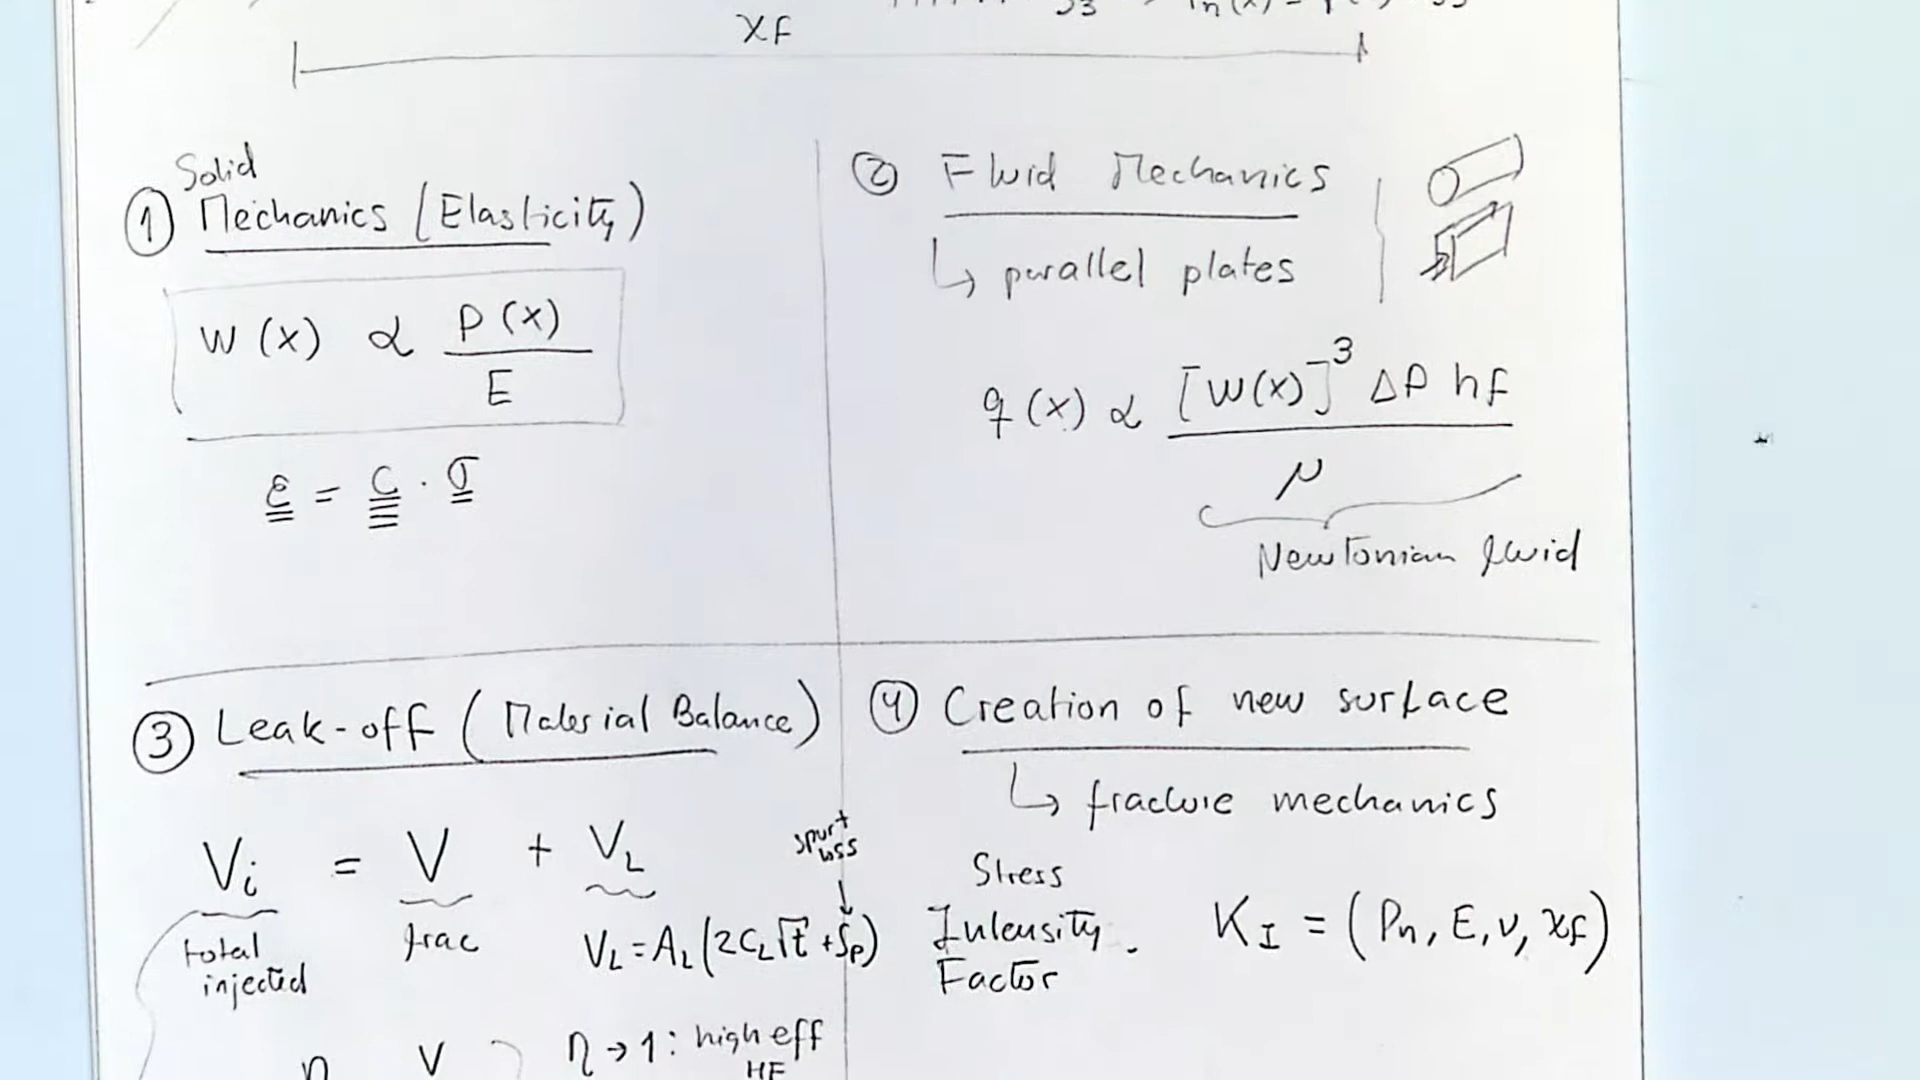 xf
① Solid Mechanics (Elasticity)
w(x) ∝ P(x) / E
ε = C · σ
② Fluid Mechanics
↳ parallel plates
q(x) ∝ [w(x)]³ ΔP hf / μ
Newtonian fluid
③ Leak-off (Material Balance)
Vi = V + VL
total injected
frac
spurt loss
VL = AL (2CL√t + Sp)
η V
η → 1 : high eff
HF
④ Creation of new surface
↳ fracture mechanics
Stress
Intensity
Factor
KI = (Pn, E, ν, xf)